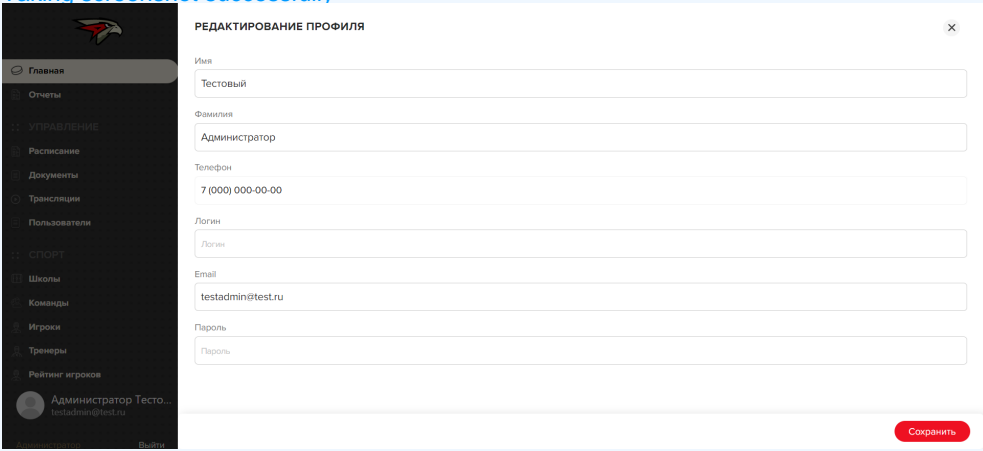 РЕДАКТИРОВАНИЕ ПРОФИЛЯ
Главная
Отчеты
УПРАВЛЕНИЕ
Расписание
Документы
Трансляции
Пользователи
СПОРТ
Школы
Команды
Игроки
Тренеры
Рейтинг игроков
Администратор Тесто...
testadmin@test.ru
Администратор
Выйти
Имя
Тестовый
Фамилия
Администратор
Телефон
7 (000) 000-00-00
Логин
Логин
Email
testadmin@test.ru
Пароль
Пароль
Сохранить